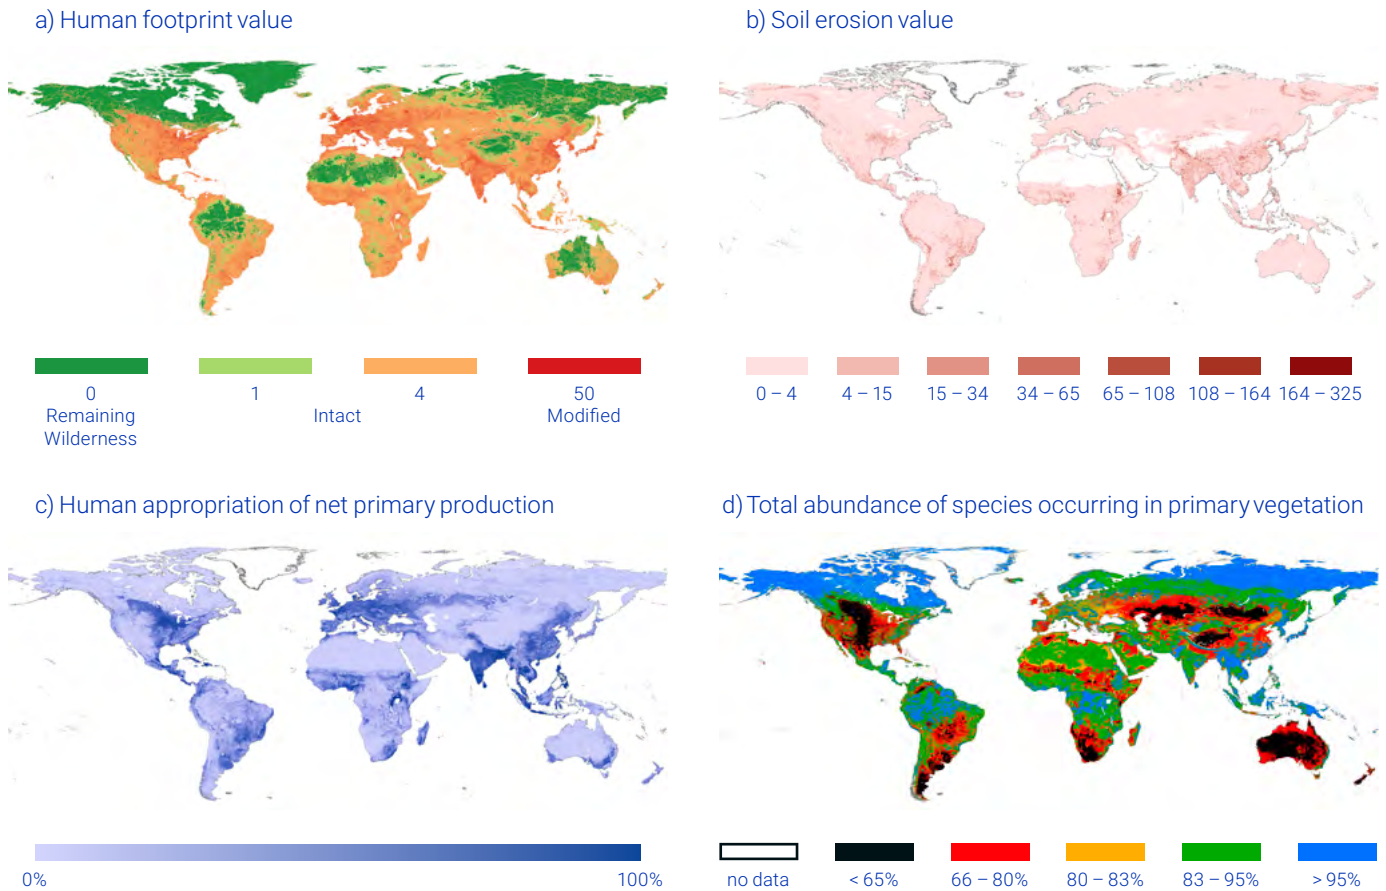 a) Human footprint value
0
Remaining
Wilderness
1
Intact
4
50
Modified
b) Soil erosion value
0 – 4
4 – 15
15 – 34
34 – 65
65 – 108
108 – 164
164 – 325
c) Human appropriation of net primary production
0%
100%
d) Total abundance of species occurring in primary vegetation
no data
< 65%
66 – 80%
80 – 83%
83 – 95%
> 95%